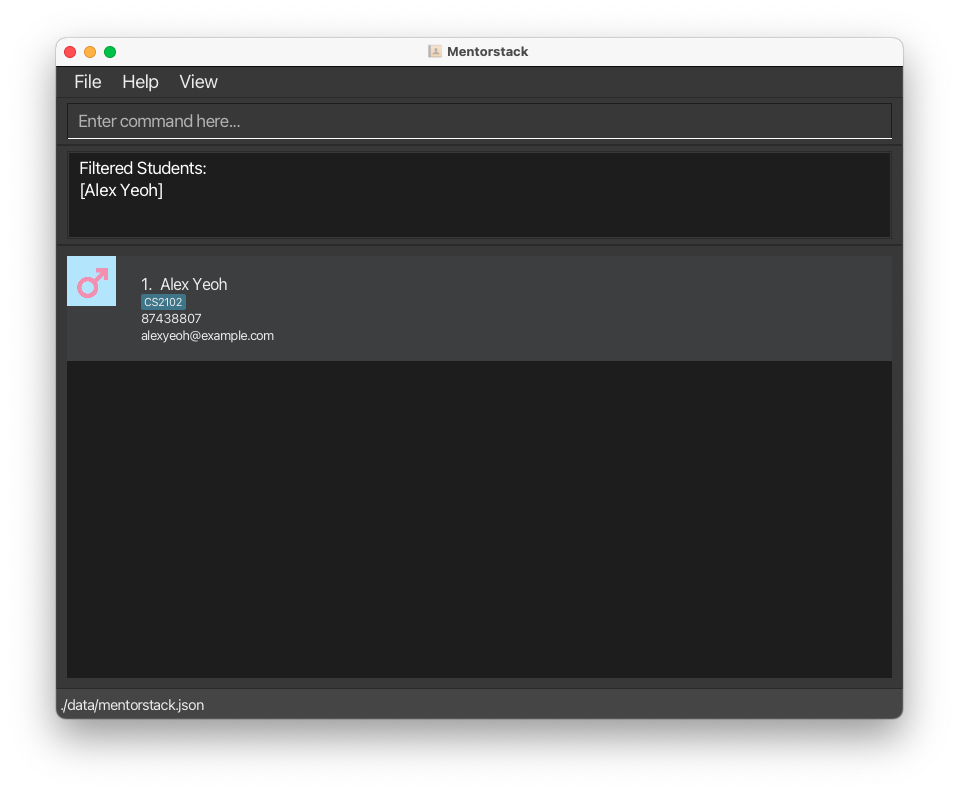 Mentorstack
File Help View
Enter command here...
Filtered Students:
[Alex Yeoh]
1. Alex Yeoh
CS2102
87438807
alexyeoh@example.com
./data/mentorstack.json